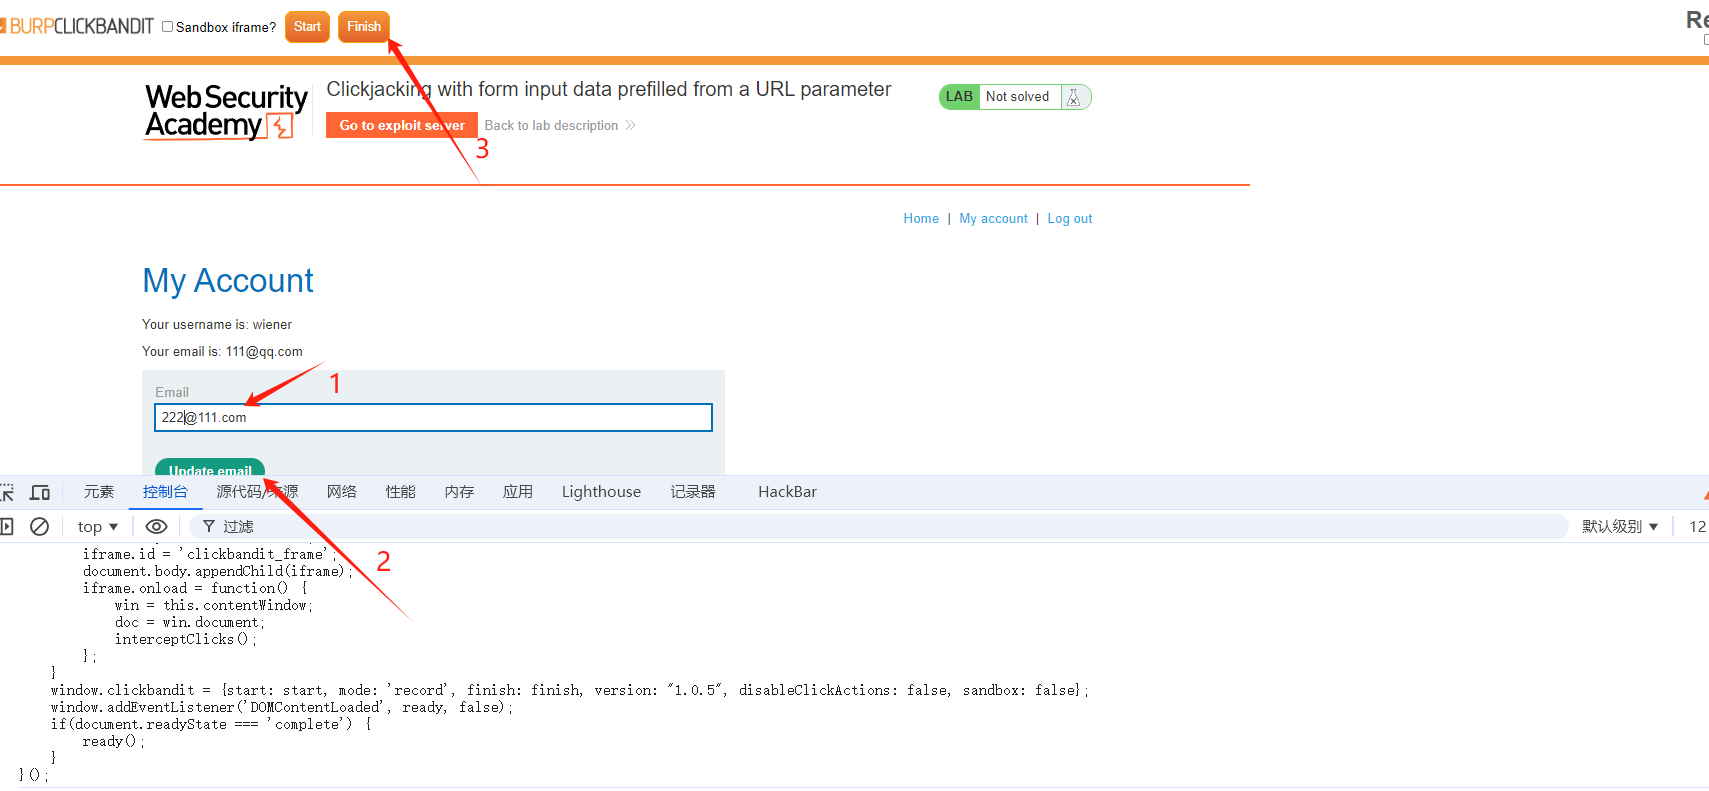 BURPCLICKBANDIT Sandbox iframe? Start Finish
Web Security Academy
Clickjacking with form input data prefilled from a URL parameter
LAB Not solved
Go to exploit server Back to lab description
3
Home | My account | Log out
My Account
Your username is: wiener
Your email is: 111@qq.com
1
Email
222@111.com
Update email
元素 控制台 源代码/来源 网络 性能 内存 应用 Lighthouse 记录器 HackBar
top 过滤 默认级别 12
2
iframe.id = 'clickbandit_frame';
document.body.appendChild(iframe);
iframe.onload = function() {
win = this.contentWindow;
doc = win.document;
interceptClicks();
};
}
window.clickbandit = {start: start, mode: 'record', finish: finish, version: "1.0.5", disableClickActions: false, sandbox: false};
window.addEventListener('DOMContentLoaded', ready, false);
if(document.readyState === 'complete') {
ready();
}
}();